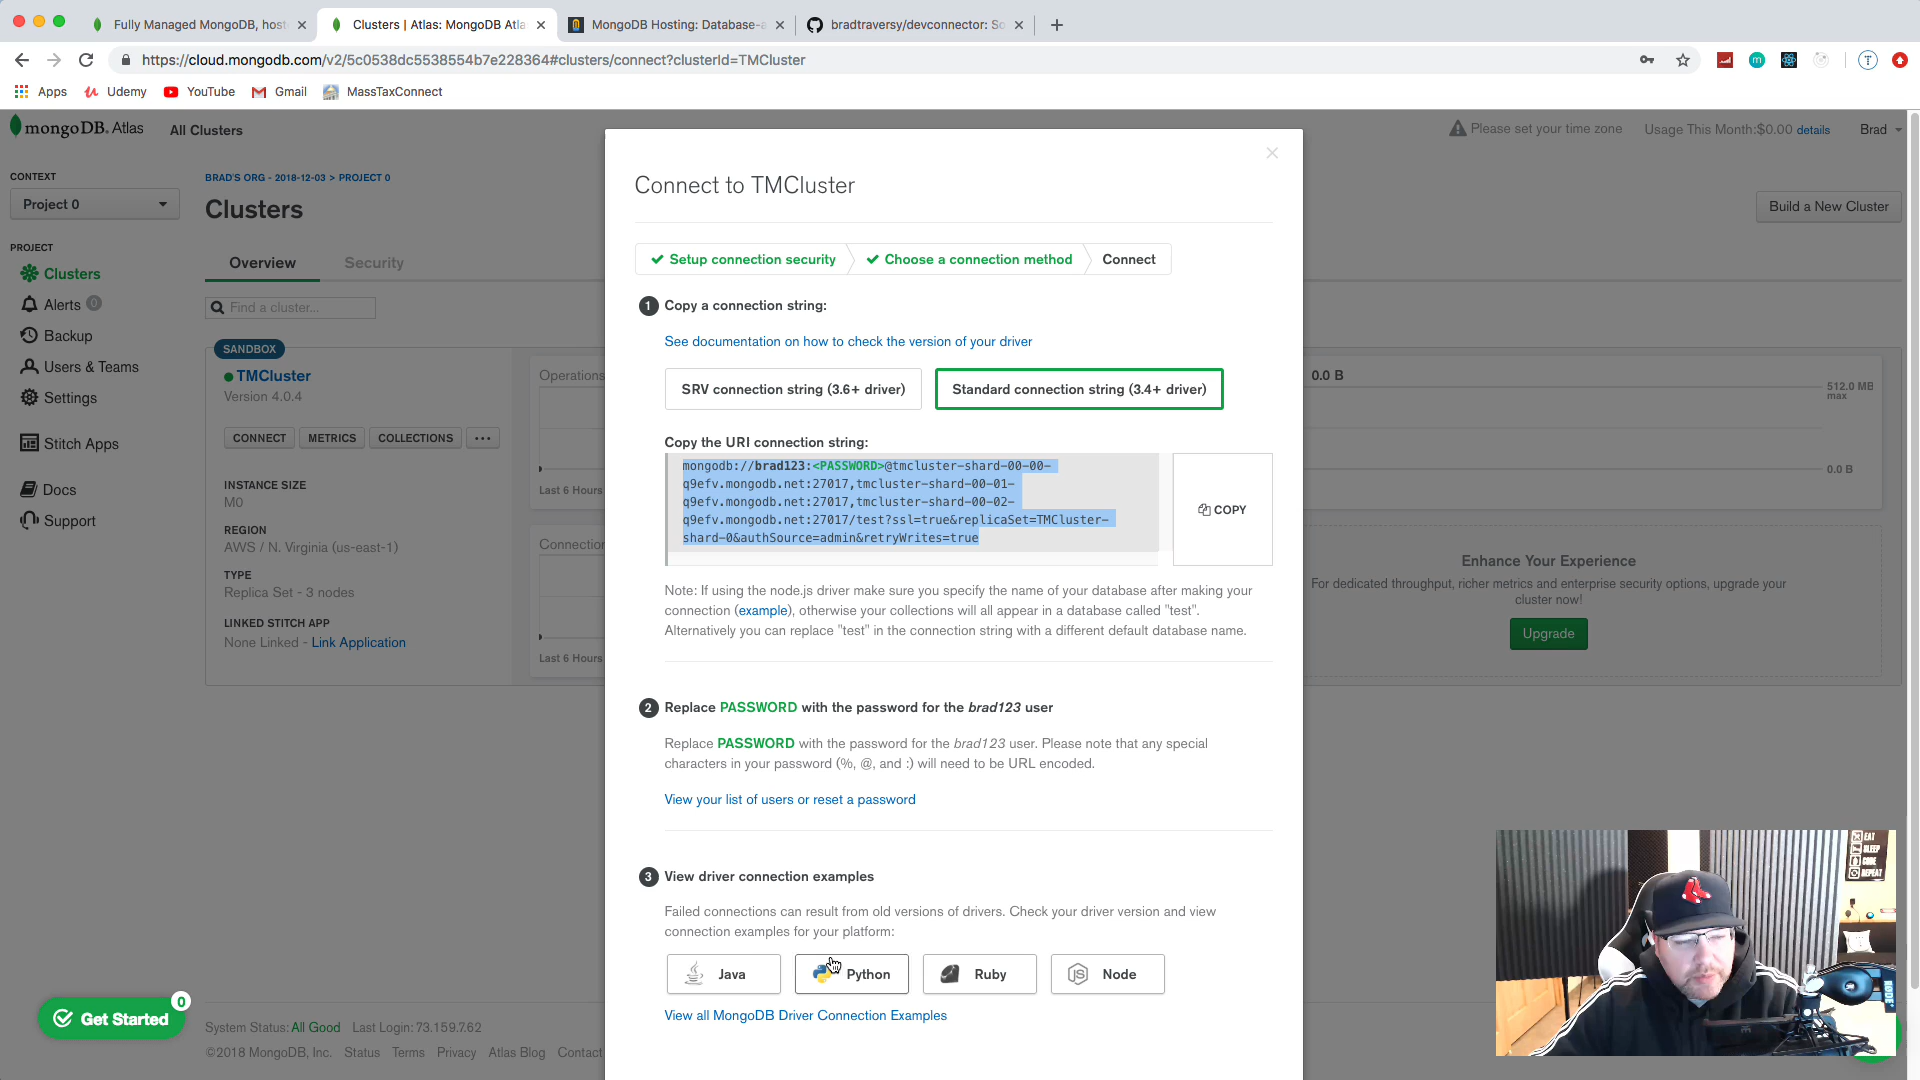 Fully Managed MongoDB, hoste
Clusters | Atlas: MongoDB Atla
MongoDB Hosting: Database-a
bradtraversy/devconnector: So
https://cloud.mongodb.com/v2/5c0538dc5538554b7e228364#clusters/connect?clusterId=TMCluster
Apps
Udemy
YouTube
Gmail
MassTaxConnect
mongoDB. Atlas
All Clusters
Please set your time zone
Usage This Month:$0.00 details
Brad
CONTEXT
Project 0
PROJECT
Clusters
Alerts 0
Backup
Users & Teams
Settings
Stitch Apps
Docs
Support
BRAD'S ORG - 2018-12-03 > PROJECT 0
Clusters
Build a New Cluster
Overview
Security
Find a cluster...
SANDBOX
TMCluster
Version 4.0.4
CONNECT
METRICS
COLLECTIONS
...
INSTANCE SIZE
M0
REGION
AWS / N. Virginia (us-east-1)
TYPE
Replica Set - 3 nodes
LINKED STITCH APP
None Linked - Link Application
Operations
Last 6 Hours
Connection
Last 6 Hours
Connect to TMCluster
Setup connection security
Choose a connection method
Connect
1 Copy a connection string:
See documentation on how to check the version of your driver
SRV connection string (3.6+ driver)
Standard connection string (3.4+ driver)
Copy the URI connection string:
mongodb://brad123:<PASSWORD>@tmcluster-shard-00-00-
q9efv.mongodb.net:27017,tmcluster-shard-00-01-
q9efv.mongodb.net:27017,tmcluster-shard-00-02-
q9efv.mongodb.net:27017/test?ssl=true&replicaSet=TMCluster-
shard-0&authSource=admin&retryWrites=true
COPY
Note: If using the node.js driver make sure you specify the name of your database after making your
connection (example), otherwise your collections will all appear in a database called "test".
Alternatively you can replace "test" in the connection string with a different default database name.
2 Replace PASSWORD with the password for the brad123 user
Replace PASSWORD with the password for the brad123 user. Please note that any special
characters in your password (%, @, and :) will need to be URL encoded.
View your list of users or reset a password
3 View driver connection examples
Failed connections can result from old versions of drivers. Check your driver version and view
connection examples for your platform:
Java
Python
Ruby
JS Node
View all MongoDB Driver Connection Examples
0.0 B
512.0 MB
max
0.0 B
Enhance Your Experience
For dedicated throughput, richer metrics and enterprise security options, upgrade your
cluster now!
Upgrade
Get Started
0
System Status: All Good
Last Login: 73.159.7.62
©2018 MongoDB, Inc.
Status
Terms
Privacy
Atlas Blog
Contact
EAT
SLEEP
CODE
REPEAT